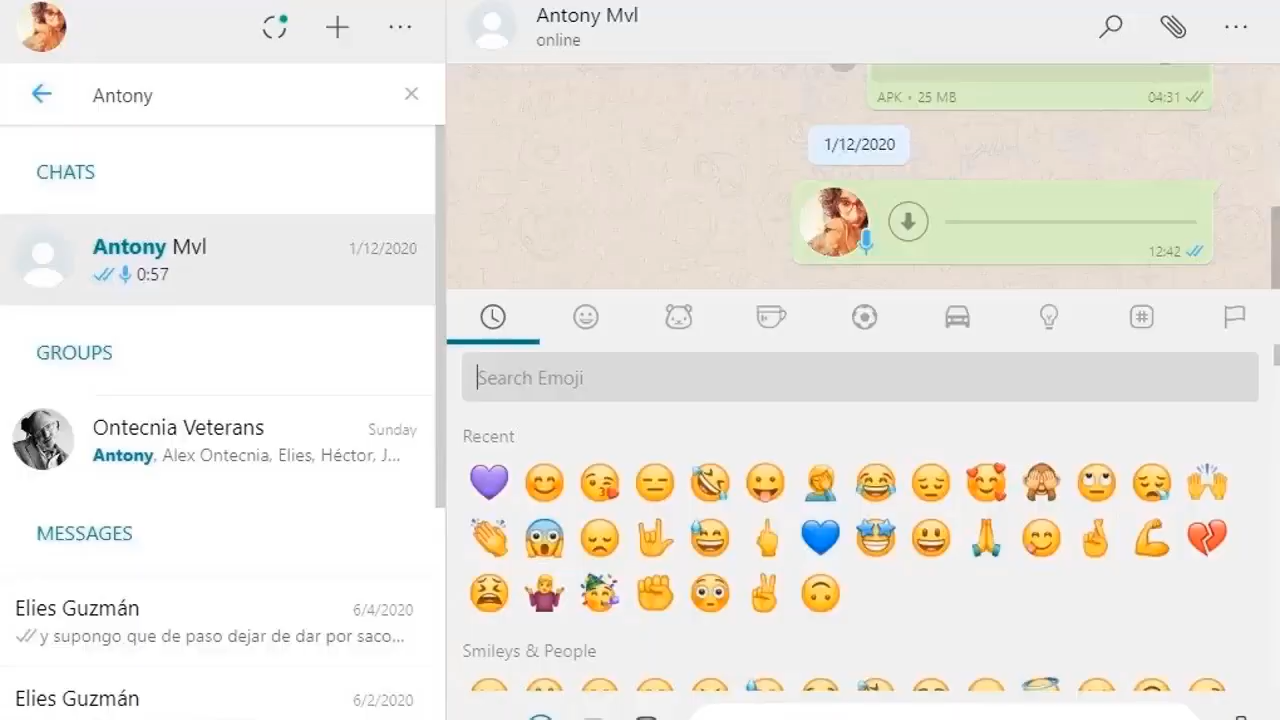 Antony
CHATS
Antony Mvl
1/12/2020
0:57
GROUPS
Ontecnia Veterans
Sunday
Antony, Alex Ontecnia, Elies, Héctor, J...
MESSAGES
Elies Guzmán
6/4/2020
y supongo que de paso dejar de dar por saco...
Elies Guzmán
6/2/2020
Antony Mvl
online
APK • 25 MB
04:31
1/12/2020
12:42
Search Emoji
Recent
Smileys & People